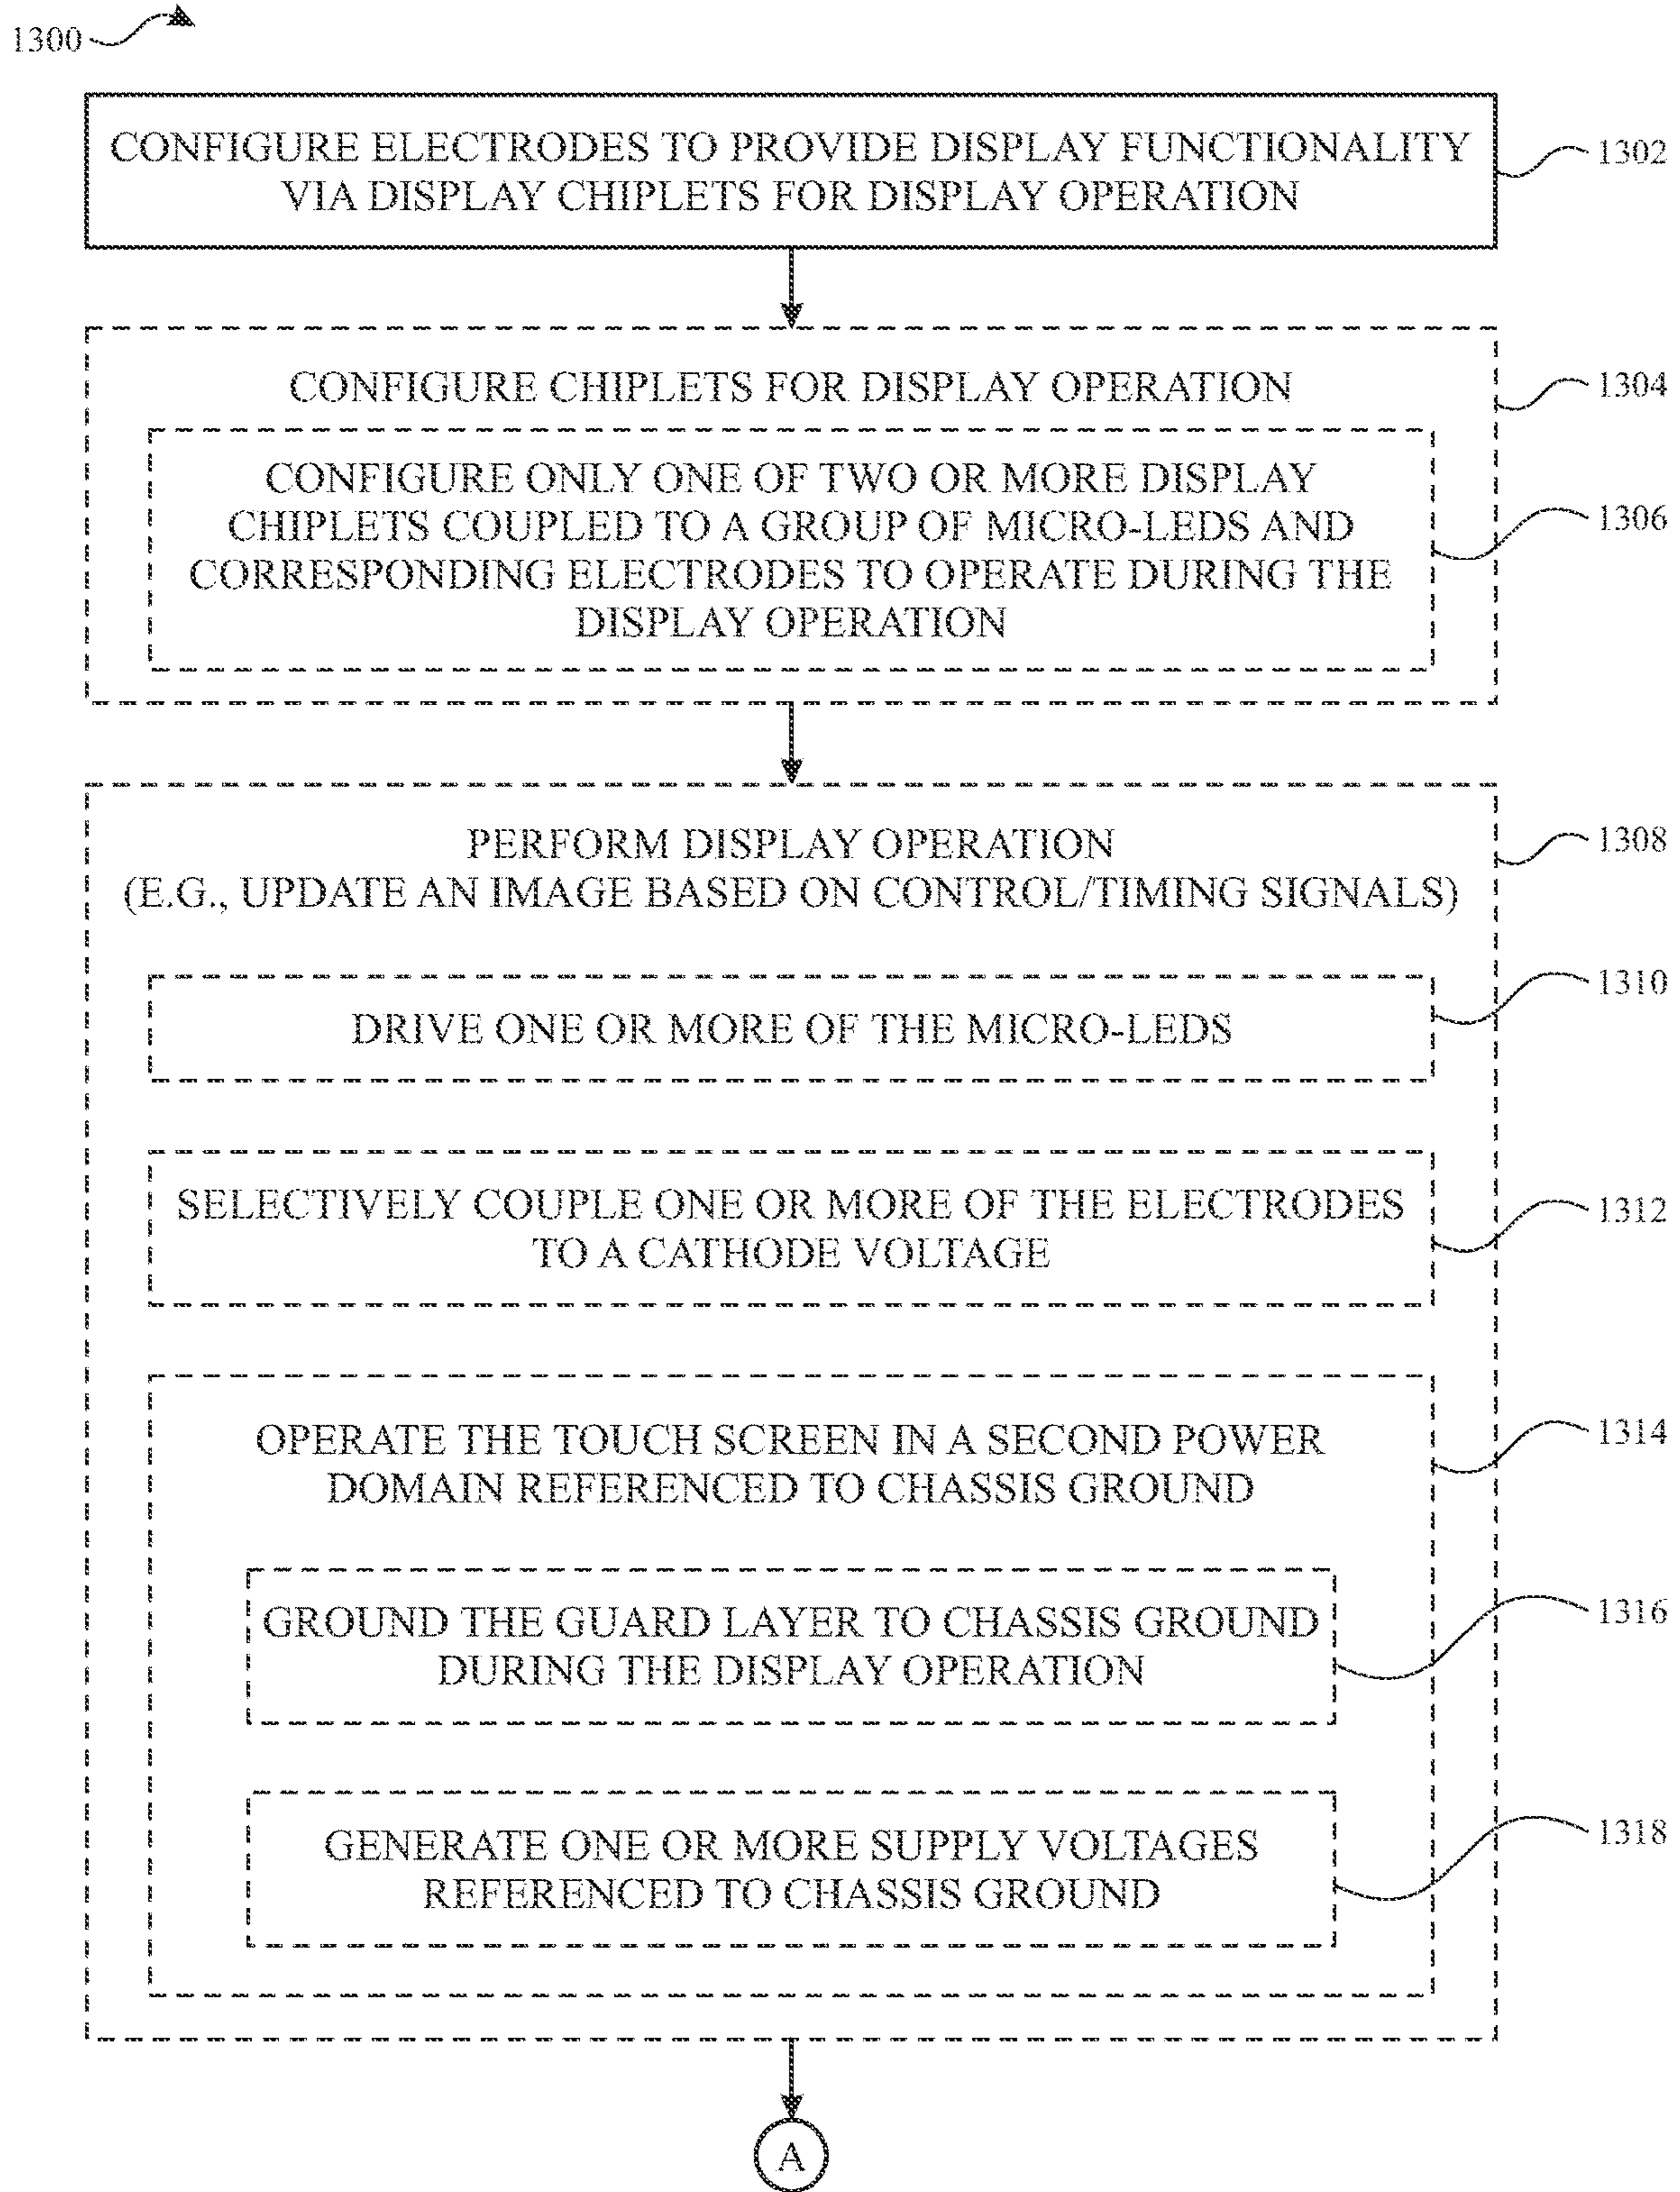 1300
CONFIGURE ELECTRODES TO PROVIDE DISPLAY FUNCTIONALITY
VIA DISPLAY CHIPLETS FOR DISPLAY OPERATION
1302
CONFIGURE CHIPLETS FOR DISPLAY OPERATION
1304
CONFIGURE ONLY ONE OF TWO OR MORE DISPLAY
CHIPLETS COUPLED TO A GROUP OF MICRO-LEDS AND
CORRESPONDING ELECTRODES TO OPERATE DURING THE
DISPLAY OPERATION
1306
PERFORM DISPLAY OPERATION
(E.G., UPDATE AN IMAGE BASED ON CONTROL/TIMING SIGNALS)
1308
DRIVE ONE OR MORE OF THE MICRO-LEDS
1310
SELECTIVELY COUPLE ONE OR MORE OF THE ELECTRODES
TO A CATHODE VOLTAGE
1312
OPERATE THE TOUCH SCREEN IN A SECOND POWER
DOMAIN REFERENCED TO CHASSIS GROUND
1314
GROUND THE GUARD LAYER TO CHASSIS GROUND
DURING THE DISPLAY OPERATION
1316
GENERATE ONE OR MORE SUPPLY VOLTAGES
REFERENCED TO CHASSIS GROUND
1318
A